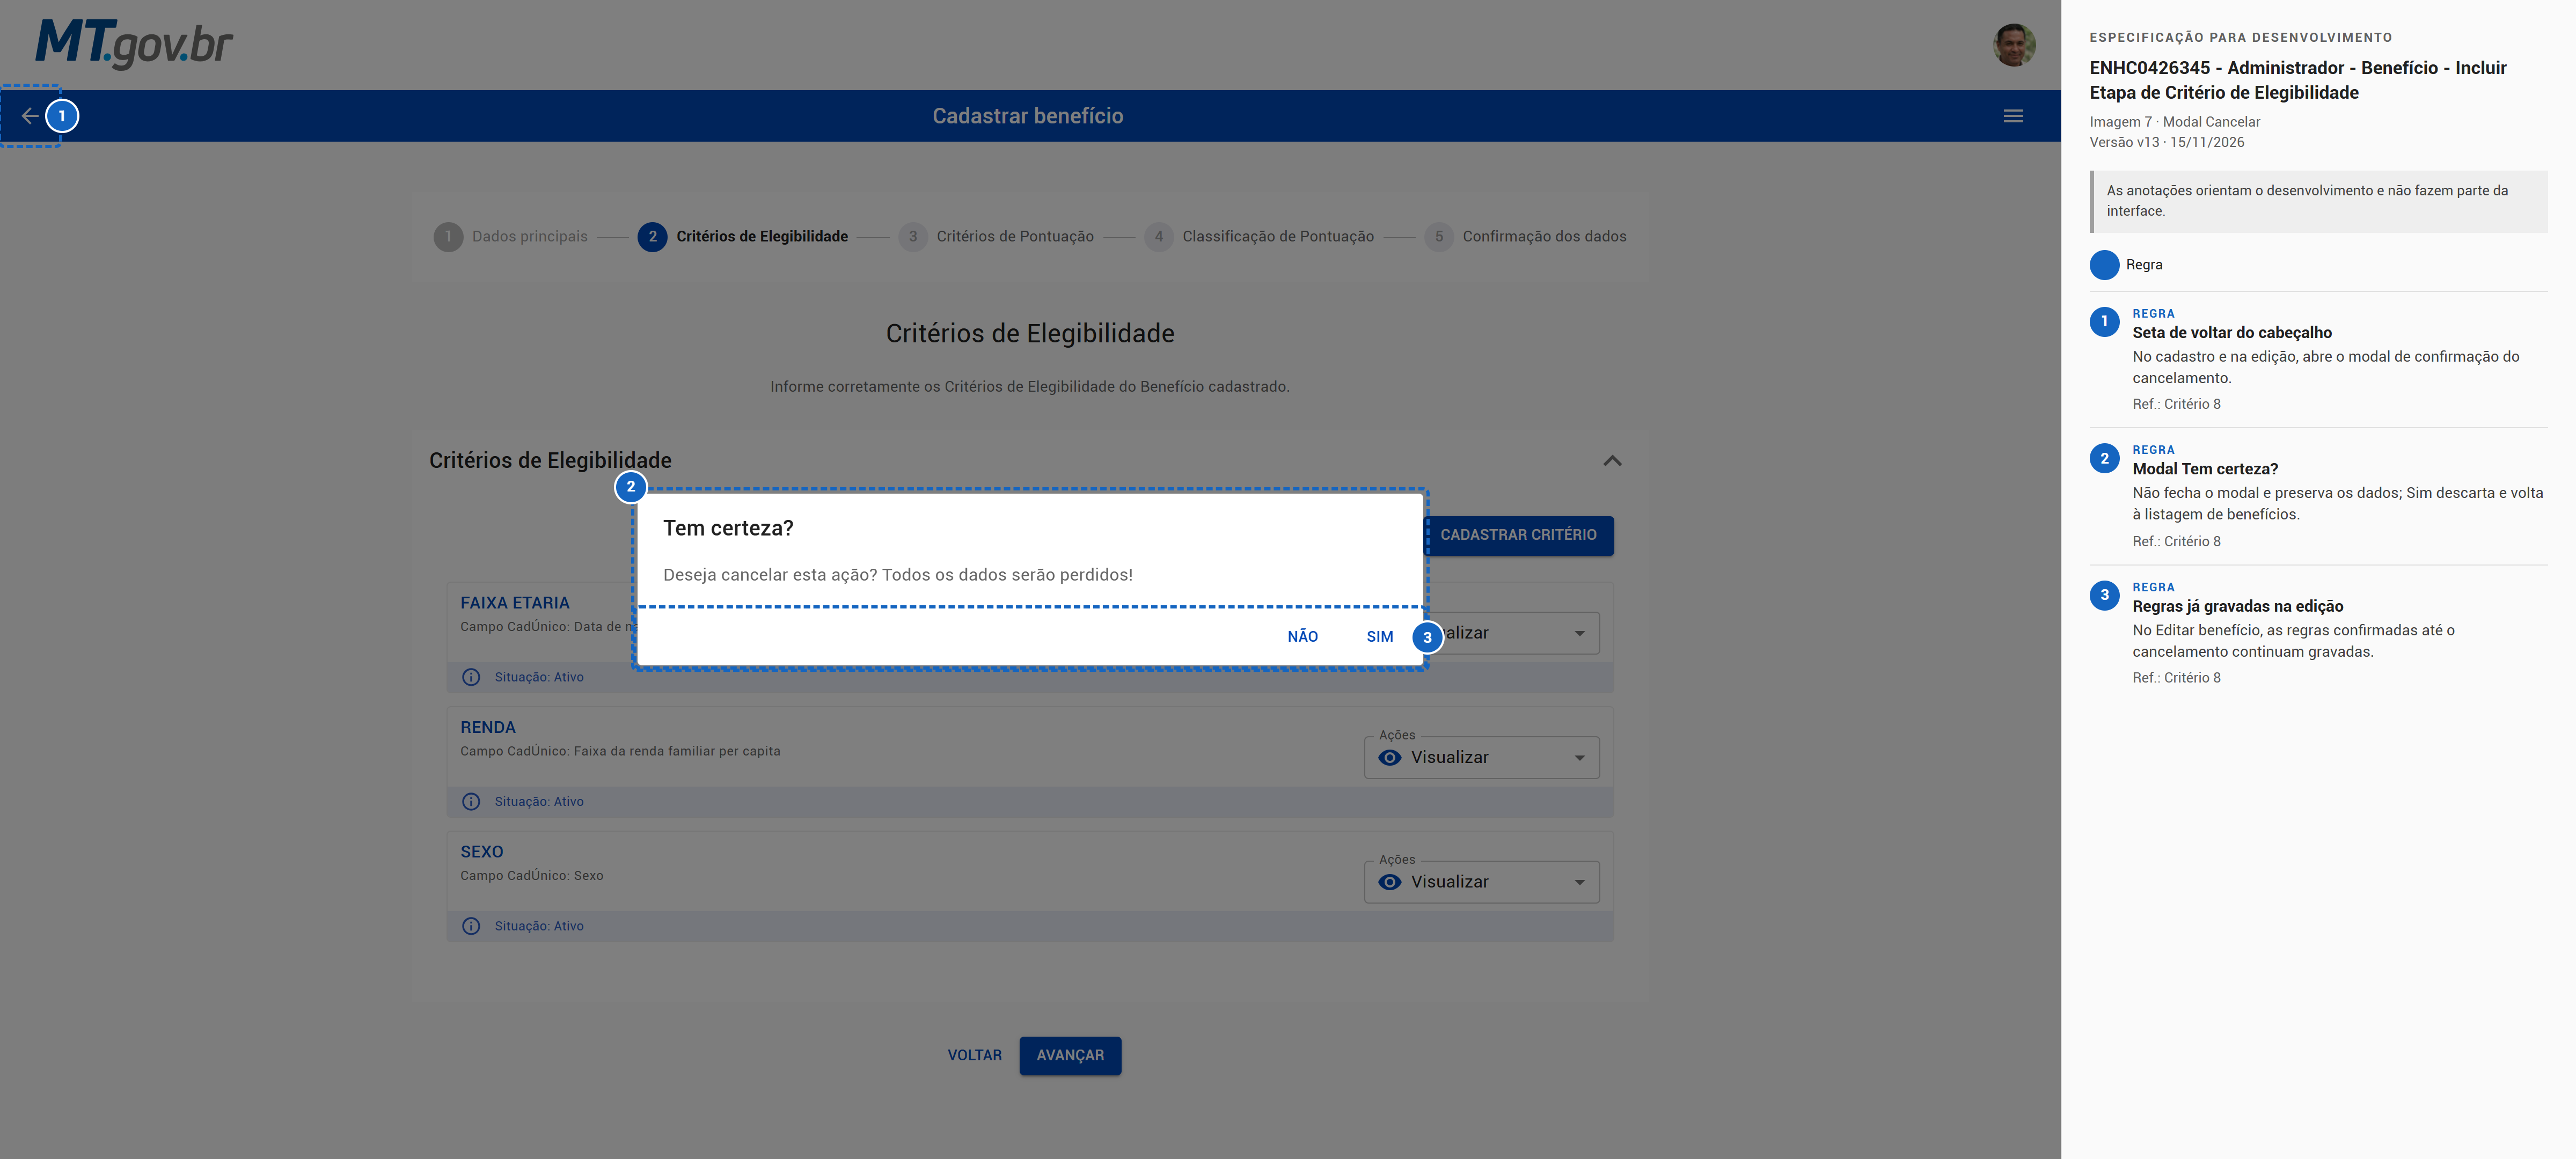 MT.gov.br
1
Cadastrar benefício
1 Dados principais
2 Critérios de Elegibilidade
3 Critérios de Pontuação
4 Classificação de Pontuação
5 Confirmação dos dados
Critérios de Elegibilidade
Informe corretamente os Critérios de Elegibilidade do Benefício cadastrado.
Critérios de Elegibilidade
CADASTRAR CRITÉRIO
2
Tem certeza?
Deseja cancelar esta ação? Todos os dados serão perdidos!
NÃO
SIM
3
FAIXA ETARIA
Campo CadÚnico: Data de
alizar
Situação: Ativo
RENDA
Campo CadÚnico: Faixa da renda familiar per capita
Ações
Visualizar
Situação: Ativo
SEXO
Campo CadÚnico: Sexo
Ações
Visualizar
Situação: Ativo
VOLTAR
AVANÇAR
ESPECIFICAÇÃO PARA DESENVOLVIMENTO
ENHC0426345 - Administrador - Benefício - Incluir
Etapa de Critério de Elegibilidade
Imagem 7 · Modal Cancelar
Versão v13 · 15/11/2026
As anotações orientam o desenvolvimento e não fazem parte da
interface.
Regra
1
REGRA
Seta de voltar do cabeçalho
No cadastro e na edição, abre o modal de confirmação do
cancelamento.
Ref.: Critério 8
2
REGRA
Modal Tem certeza?
Não fecha o modal e preserva os dados; Sim descarta e volta
à listagem de benefícios.
Ref.: Critério 8
3
REGRA
Regras já gravadas na edição
No Editar benefício, as regras confirmadas até o
cancelamento continuam gravadas.
Ref.: Critério 8